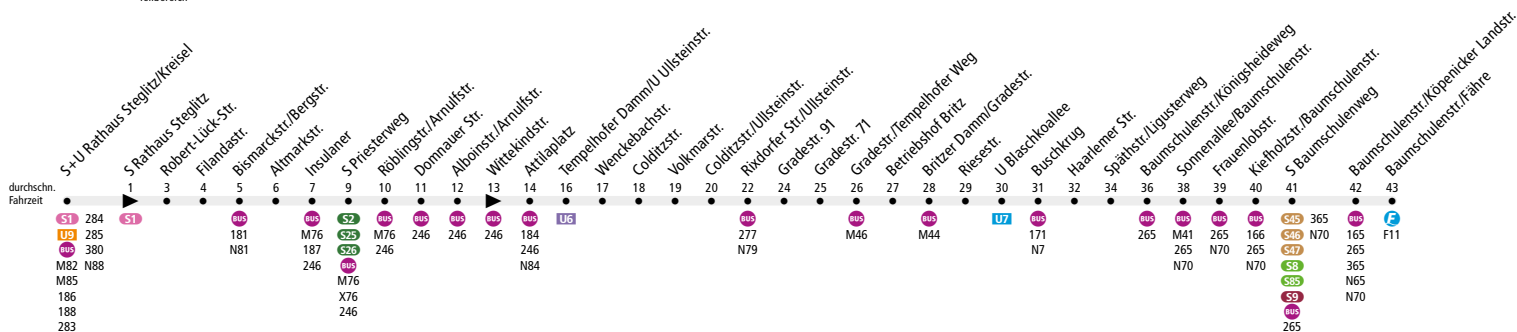 S+U Rathaus Steglitz/Kreisel
S Rathaus Steglitz
Robert-Lück-Str.
Filandastr.
Bismarckstr./Bergstr.
Altmarkstr.
Insulaner
S Priesterweg
Röblingstr./Arnulfstr.
Domnauer Str.
Alboinstr./Arnulfstr.
Wittekindstr.
Attilaplatz
Tempelhofer Damm/U Ullsteinstr.
Wenckebachstr.
Colditzstr.
Volkmarstr.
Colditzstr./Ullsteinstr.
Rixdorfer Str./Ullsteinstr.
Gradestr. 91
Gradestr. 71
Gradestr./Tempelhofer Weg
Betriebshof Britz
Britzer Damm/Gradestr.
Riesestr.
U Blaschkoallee
Buschkrug
Haarlemer Str.
Späthstr./Ligusterweg
Baumschulenstr./Königsheideweg
Sonnenallee/Baumschulenstr.
Frauenlobstr.
Kiefholzstr./Baumschulenstr.
S Baumschulenweg
Baumschulenstr./Köpenicker Landstr.
Baumschulenstr./Fähre
durchschn. 1 3 4 5 6 7 9 10 11 12 13 14 16 17 18 19 20 22 24 25 26 27 28 29 30 31 32 34 36 38 39 40 41 42 43
Fahrzeit
S1 284 S1 BUS BUS S2 BUS BUS BUS BUS BUS U6 BUS BUS BUS U7 BUS BUS BUS BUS BUS S45 365 BUS F
U9 285 181 M76 S25 M76 246 246 246 184 277 M46 M44 171 265 M41 265 166 S46 N70 165 F11
BUS 380 N81 187 S26 246 246 N79 N7 265 N70 265 S47 265
M82 N88 246 BUS N84 N70 N70 S8 365
M85 M76 S85 N65
186 X76 S9 N70
188 246 BUS
283 265